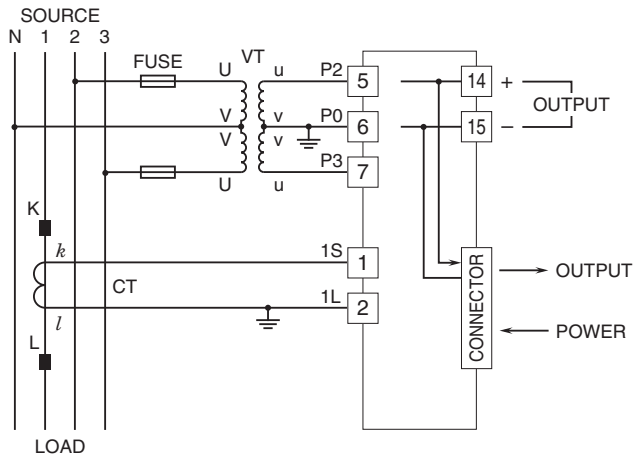 SOURCE
N 1 2 3
FUSE
VT
U u P2 5 14 +
OUTPUT
V v P0 6 15 −
V v
U u P3 7
K
k 1S 1
CT
l 1L 2
L
CONNECTOR
OUTPUT
POWER
LOAD